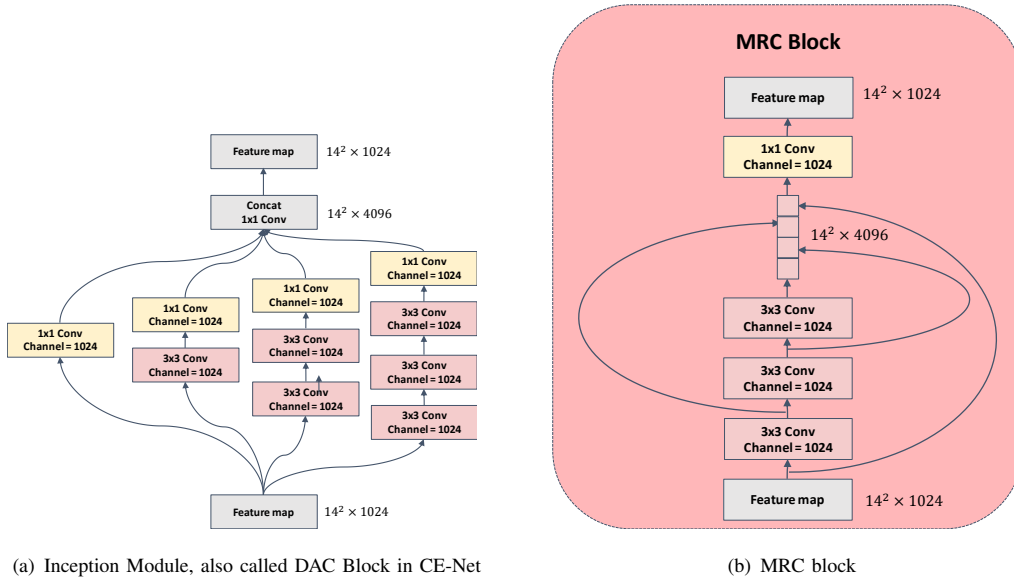 Feature map
14² × 1024
Concat
1x1 Conv
14² × 4096
1x1 Conv
Channel = 1024
1x1 Conv
Channel = 1024
1x1 Conv
Channel = 1024
1x1 Conv
Channel = 1024
3x3 Conv
Channel = 1024
3x3 Conv
Channel = 1024
3x3 Conv
Channel = 1024
3x3 Conv
Channel = 1024
3x3 Conv
Channel = 1024
3x3 Conv
Channel = 1024
Feature map
14² × 1024
(a) Inception Module, also called DAC Block in CE-Net
MRC Block
Feature map
14² × 1024
1x1 Conv
Channel = 1024
14² × 4096
3x3 Conv
Channel = 1024
3x3 Conv
Channel = 1024
3x3 Conv
Channel = 1024
Feature map
14² × 1024
(b) MRC block